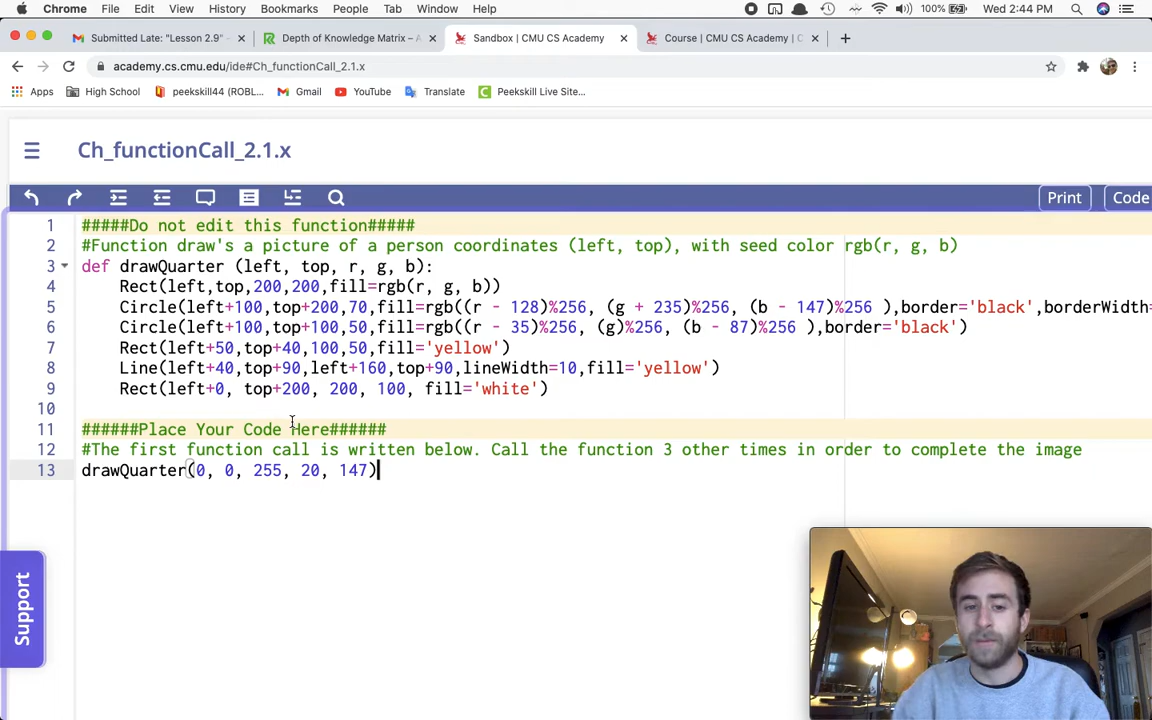 Chrome File Edit View History Bookmarks People Tab Window Help 100% Wed 2:44 PM
Submitted Late: "Lesson 2.9" – Depth of Knowledge Matrix – Sandbox | CMU CS Academy Course | CMU CS Academy |
academy.cs.cmu.edu/ide#Ch_functionCall_2.1.x
Apps High School peekskill44 (ROBL... Gmail YouTube Translate Peekskill Live Site...
Ch_functionCall_2.1.x
Print Code
1 #####Do not edit this function#####
2 #Function draw's a picture of a person coordinates (left, top), with seed color rgb(r, g, b)
3 def drawQuarter (left, top, r, g, b):
4 Rect(left,top,200,200,fill=rgb(r, g, b))
5 Circle(left+100,top+200,70,fill=rgb((r - 128)%256, (g + 235)%256, (b - 147)%256 ),border='black',borderWidth=
6 Circle(left+100,top+100,50,fill=rgb((r - 35)%256, (g)%256, (b - 87)%256 ),border='black')
7 Rect(left+50,top+40,100,50,fill='yellow')
8 Line(left+40,top+90,left+160,top+90,lineWidth=10,fill='yellow')
9 Rect(left+0, top+200, 200, 100, fill='white')
10
11 ######Place Your Code Here######
12 #The first function call is written below. Call the function 3 other times in order to complete the image
13 drawQuarter(0, 0, 255, 20, 147)
Support